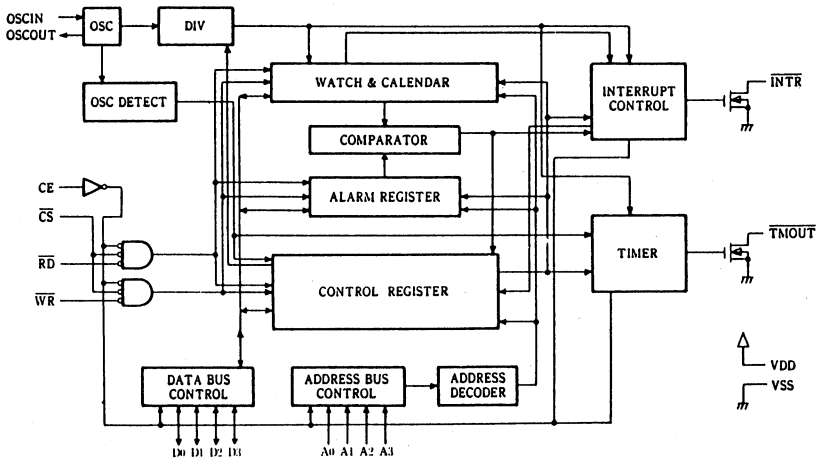 OSCIN
OSCOUT
OSC
DIV
OSC DETECT
WATCH & CALENDAR
COMPARATOR
ALARM REGISTER
CONTROL REGISTER
INTERRUPT
CONTROL
INTR
TIMER
TMOUT
CE
CS
RD
WR
DATA BUS
CONTROL
ADDRESS BUS
CONTROL
ADDRESS
DECODER
VDD
VSS
D0 D1 D2 D3
A0 A1 A2 A3